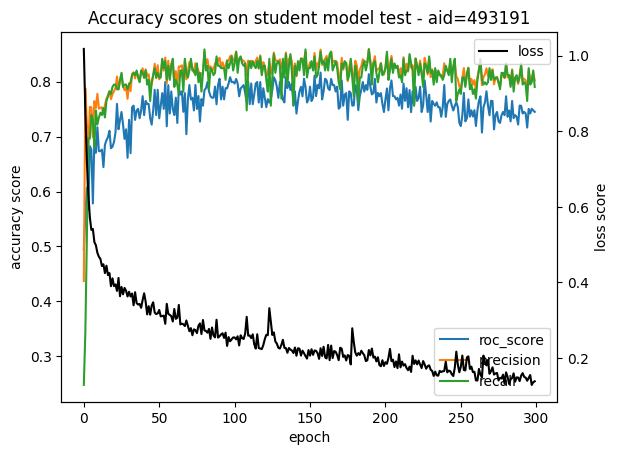 Accuracy scores on student model test - aid=493191
loss
accuracy score
0.8
0.7
0.6
0.5
0.4
0.3
1.0
0.8
0.6
0.4
0.2
loss score
roc_score
precision
recall
0
50
100
150
200
250
300
epoch